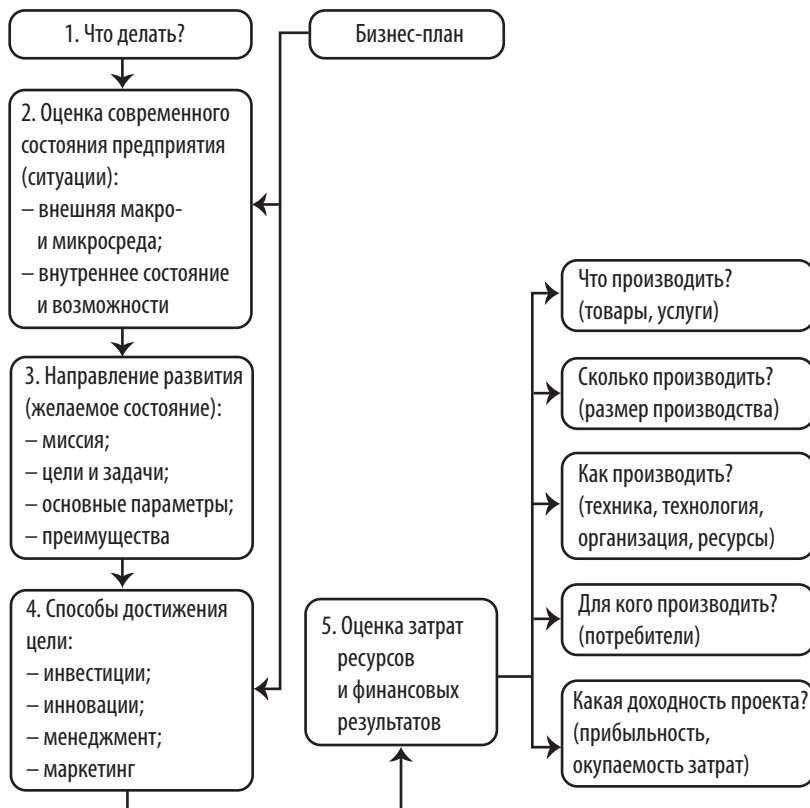 1. Что делать?
Бизнес-план
2. Оценка современного
состояния предприятия
(ситуации):
– внешняя макро-
и микросреда;
– внутреннее состояние
и возможности
3. Направление развития
(желаемое состояние):
– миссия;
– цели и задачи;
– основные параметры;
– преимущества
4. Способы достижения
цели:
– инвестиции;
– инновации;
– менеджмент;
– маркетинг
5. Оценка затрат
ресурсов
и финансовых
результатов
Что производить?
(товары, услуги)
Сколько производить?
(размер производства)
Как производить?
(техника, технология,
организация, ресурсы)
Для кого производить?
(потребители)
Какая доходность проекта?
(прибыльность,
окупаемость затрат)